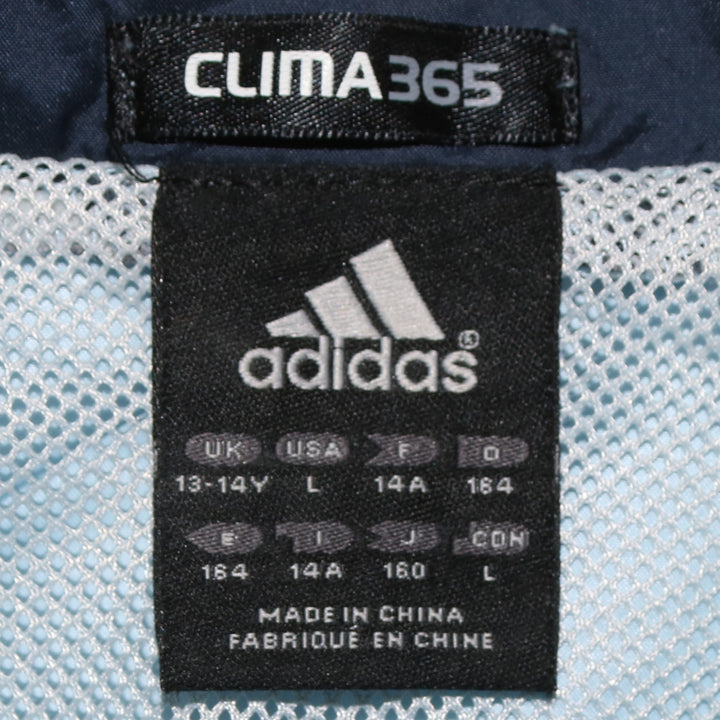 CLIMA365
adidas®
UK USA F D
13-14Y L 14A 164
E I J CDN
164 14A 160 L
MADE IN CHINA
FABRIQUÉ EN CHINE